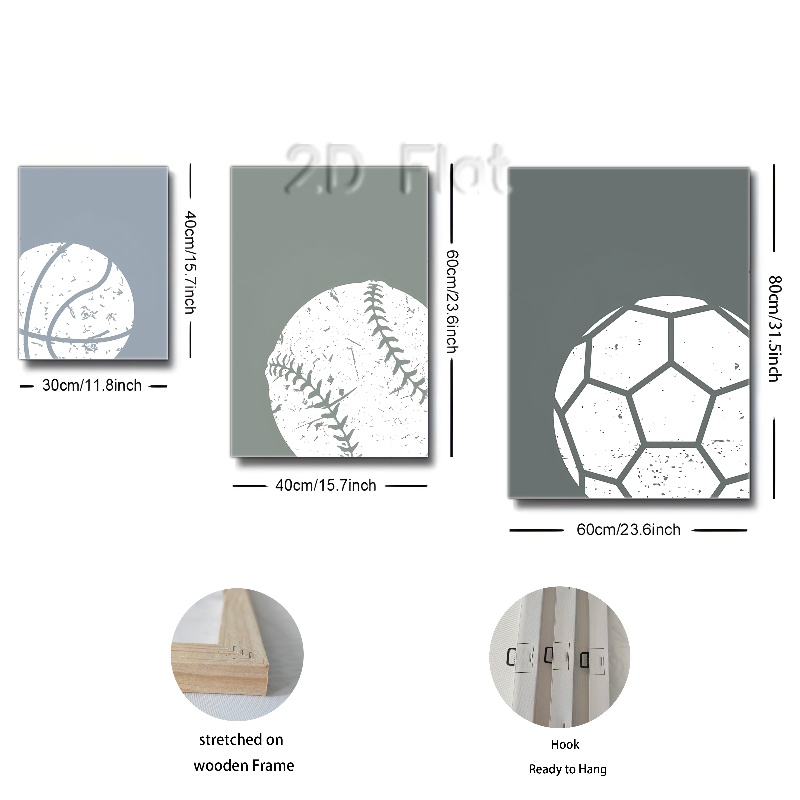 2D Flat
40cm/15.7inch
30cm/11.8inch
60cm/23.6inch
40cm/15.7inch
80cm/31.5inch
60cm/23.6inch
stretched on
wooden Frame
Hook
Ready to Hang